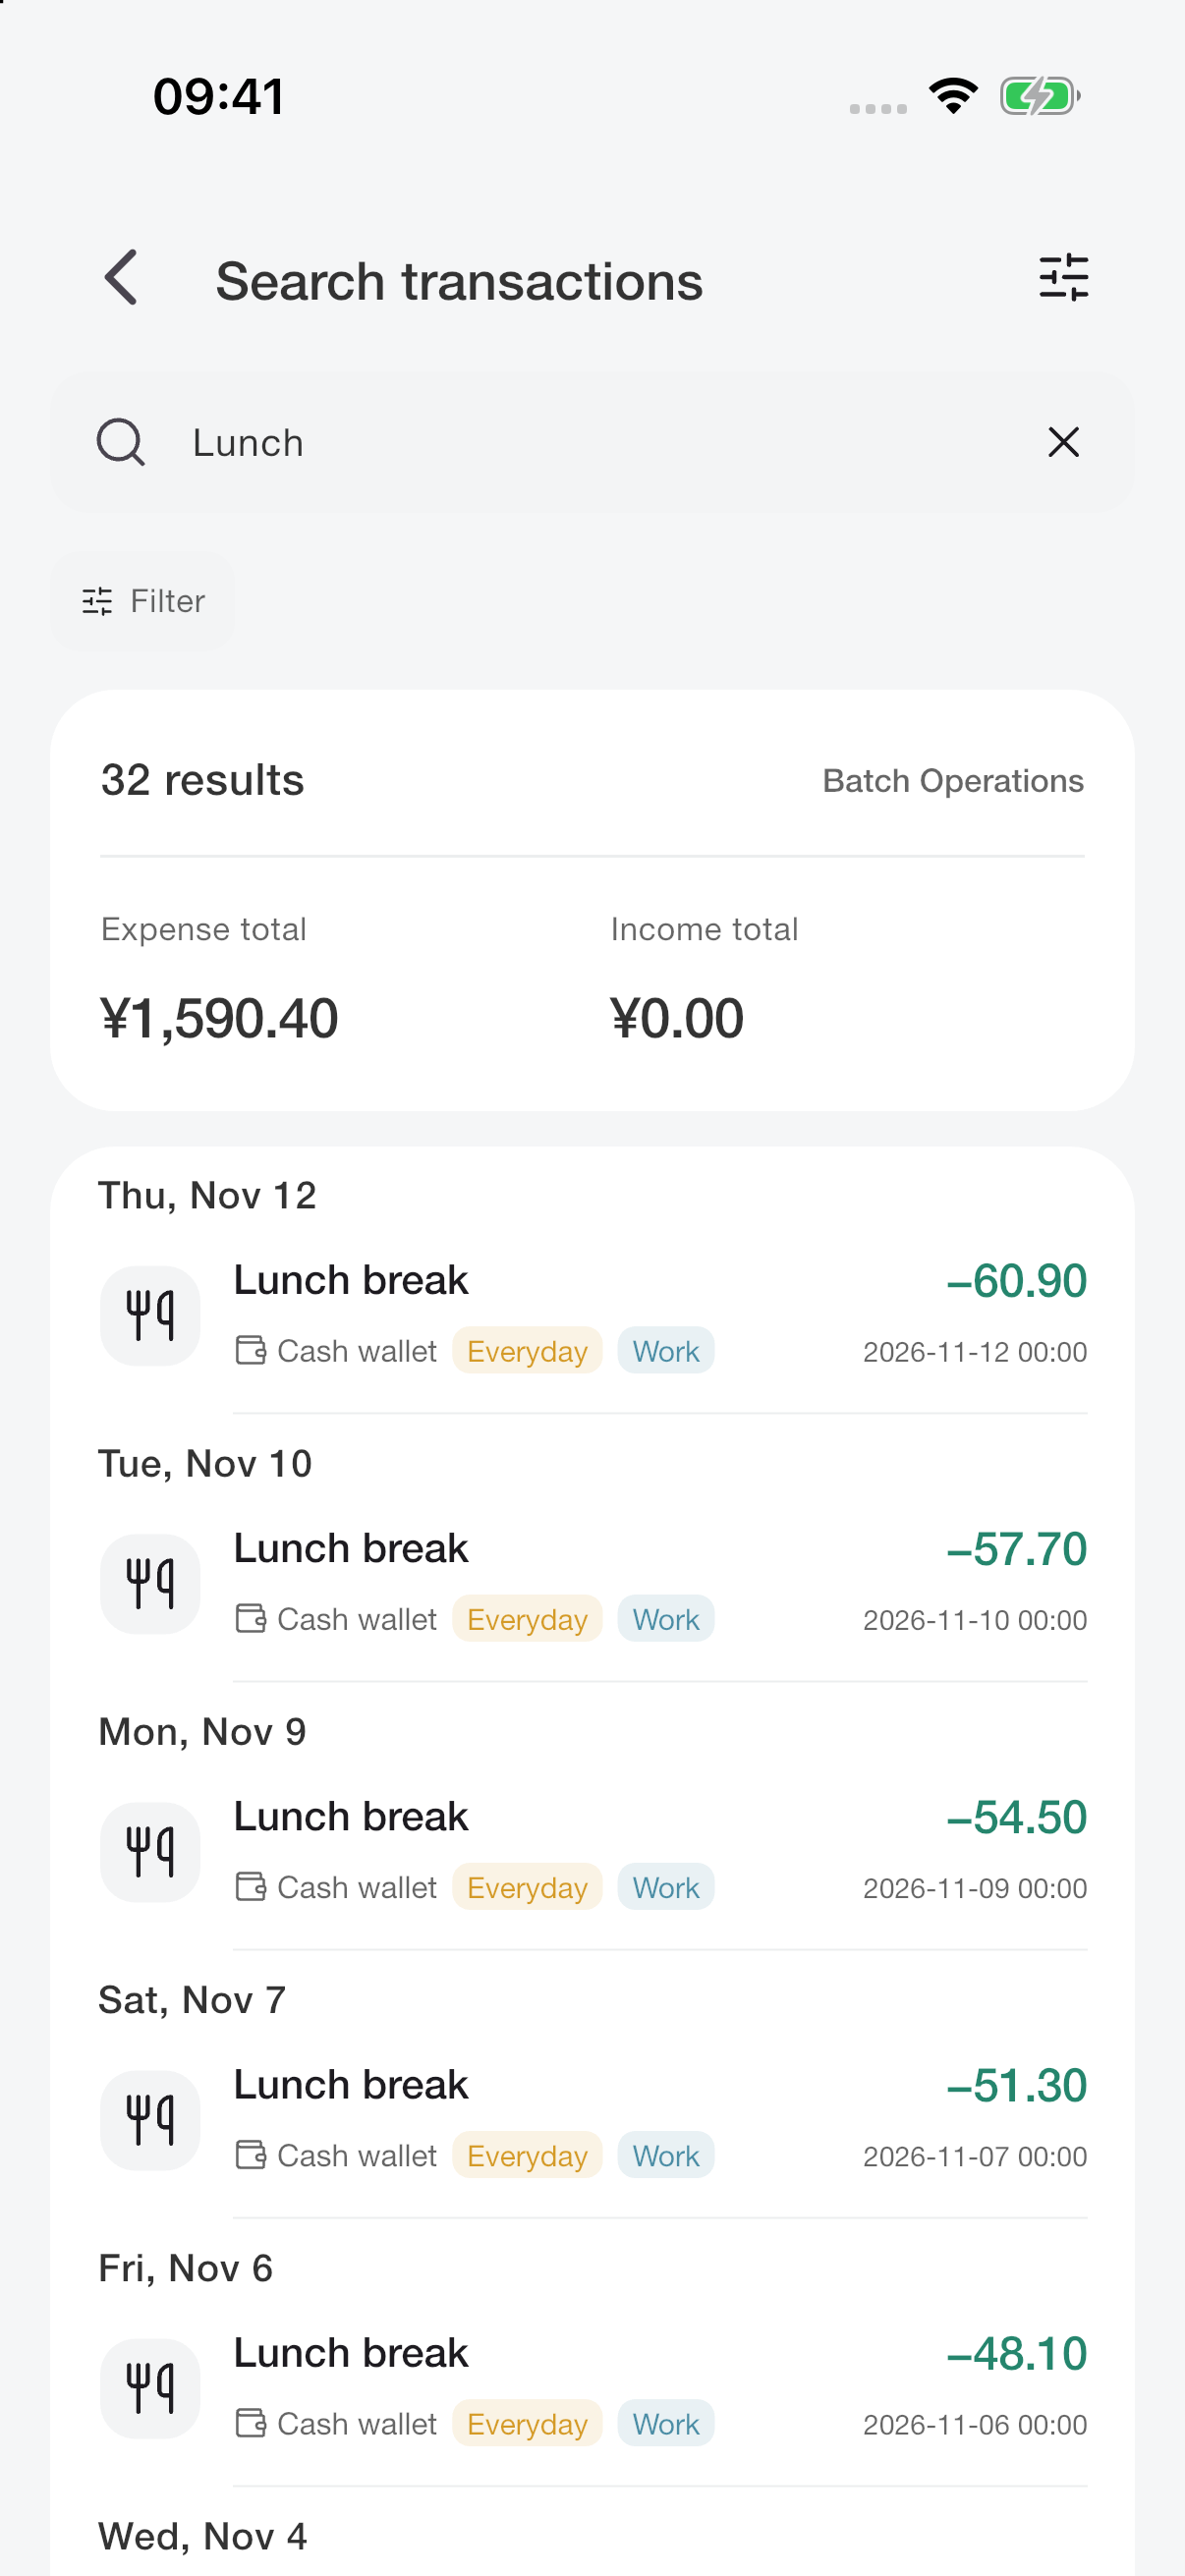 09:41
Search transactions
Lunch
Filter
32 results Batch Operations
Expense total Income total
¥1,590.40 ¥0.00
Thu, Nov 12
Lunch break –60.90
Cash wallet Everyday Work 2026-11-12 00:00
Tue, Nov 10
Lunch break –57.70
Cash wallet Everyday Work 2026-11-10 00:00
Mon, Nov 9
Lunch break –54.50
Cash wallet Everyday Work 2026-11-09 00:00
Sat, Nov 7
Lunch break –51.30
Cash wallet Everyday Work 2026-11-07 00:00
Fri, Nov 6
Lunch break –48.10
Cash wallet Everyday Work 2026-11-06 00:00
Wed, Nov 4